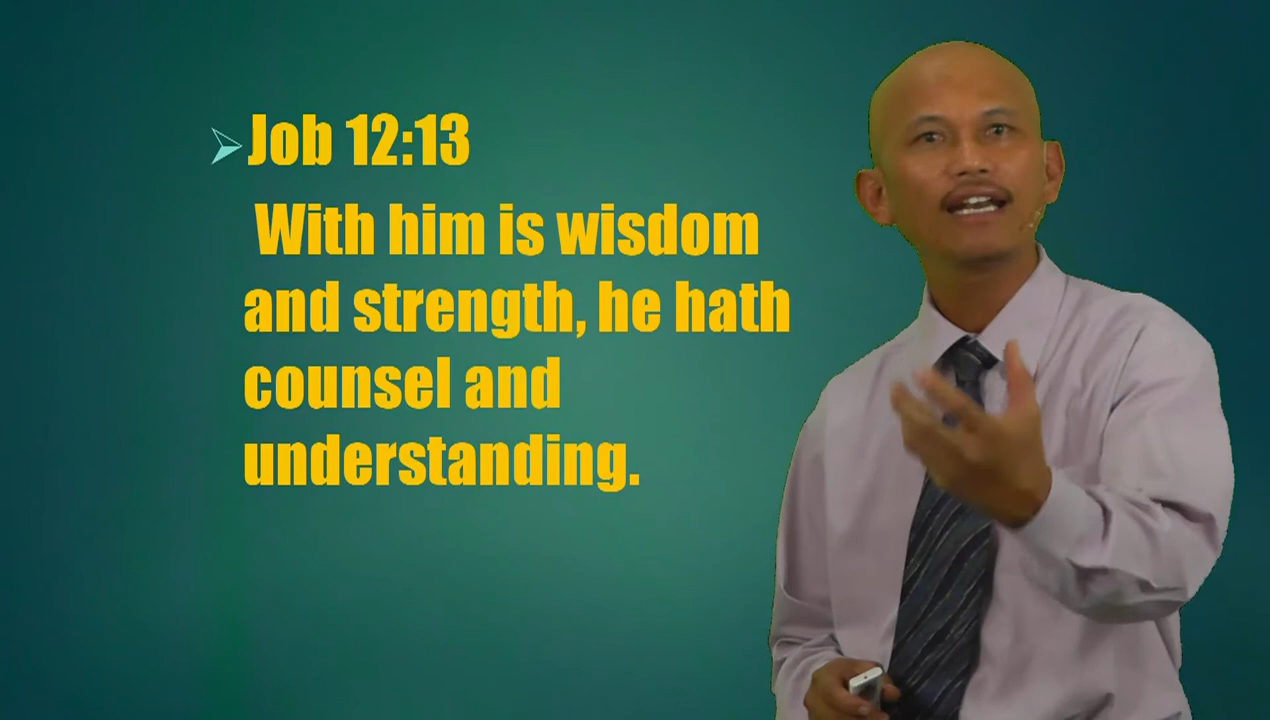 Job 12:13
With him is wisdom
and strength, he hath
counsel and
understanding.